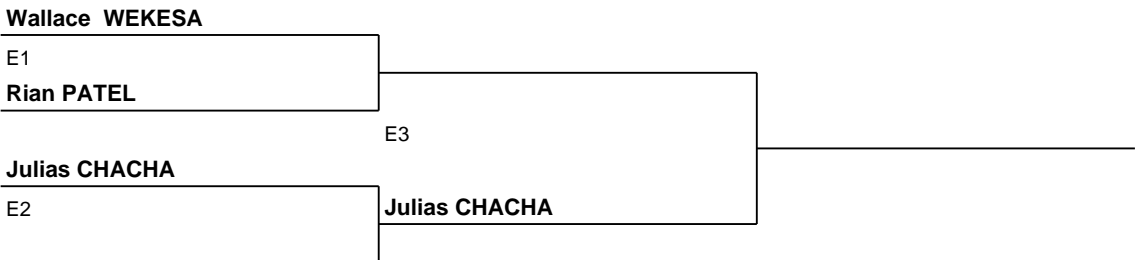 Wallace  WEKESA
E1
Rian PATEL
E3
Julias CHACHA
E2
Julias CHACHA